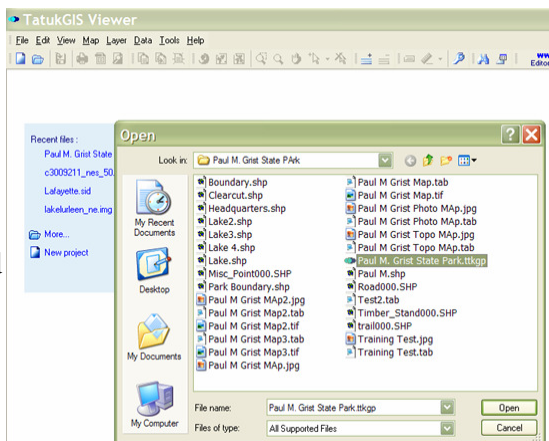 TatukGIS Viewer
File Edit View Map Layer Data Tools Help
ww
Editor
Recent files :
Paul M. Grist State
c3009211_nes_50.
Lafayette.sid
lakelurleen_ne.img
More...
New project
Open
Look in: Paul M. Grist State PArk
My Recent Documents
Desktop
My Documents
My Computer
Boundary.shp
Clearcut.shp
Headquarters.shp
Lake2.shp
Lake3.shp
Lake 4.shp
Lake.shp
Misc_Point000.SHP
Park Boundary.shp
Paul M Grist MAp2.jpg
Paul M Grist Map2.tab
Paul M Grist Map2.tif
Paul M Grist Map3.tab
Paul M Grist Map3.tif
Paul M Grist MAp.jpg
Paul M Grist Map.tab
Paul M Grist Map.tif
Paul M Grist Photo MAp.jpg
Paul M Grist Photo MAp.tab
Paul M Grist Topo MAp.jpg
Paul M Grist Topo MAp.tab
Paul M. Grist State Park.ttkgp
Paul M.shp
Road000.SHP
Test2.tab
Timber_Stand000.SHP
trail000.SHP
Training Test.jpg
Training Test.tab
File name: Paul M. Grist State Park.ttkgp Open
Files of type: All Supported Files Cancel